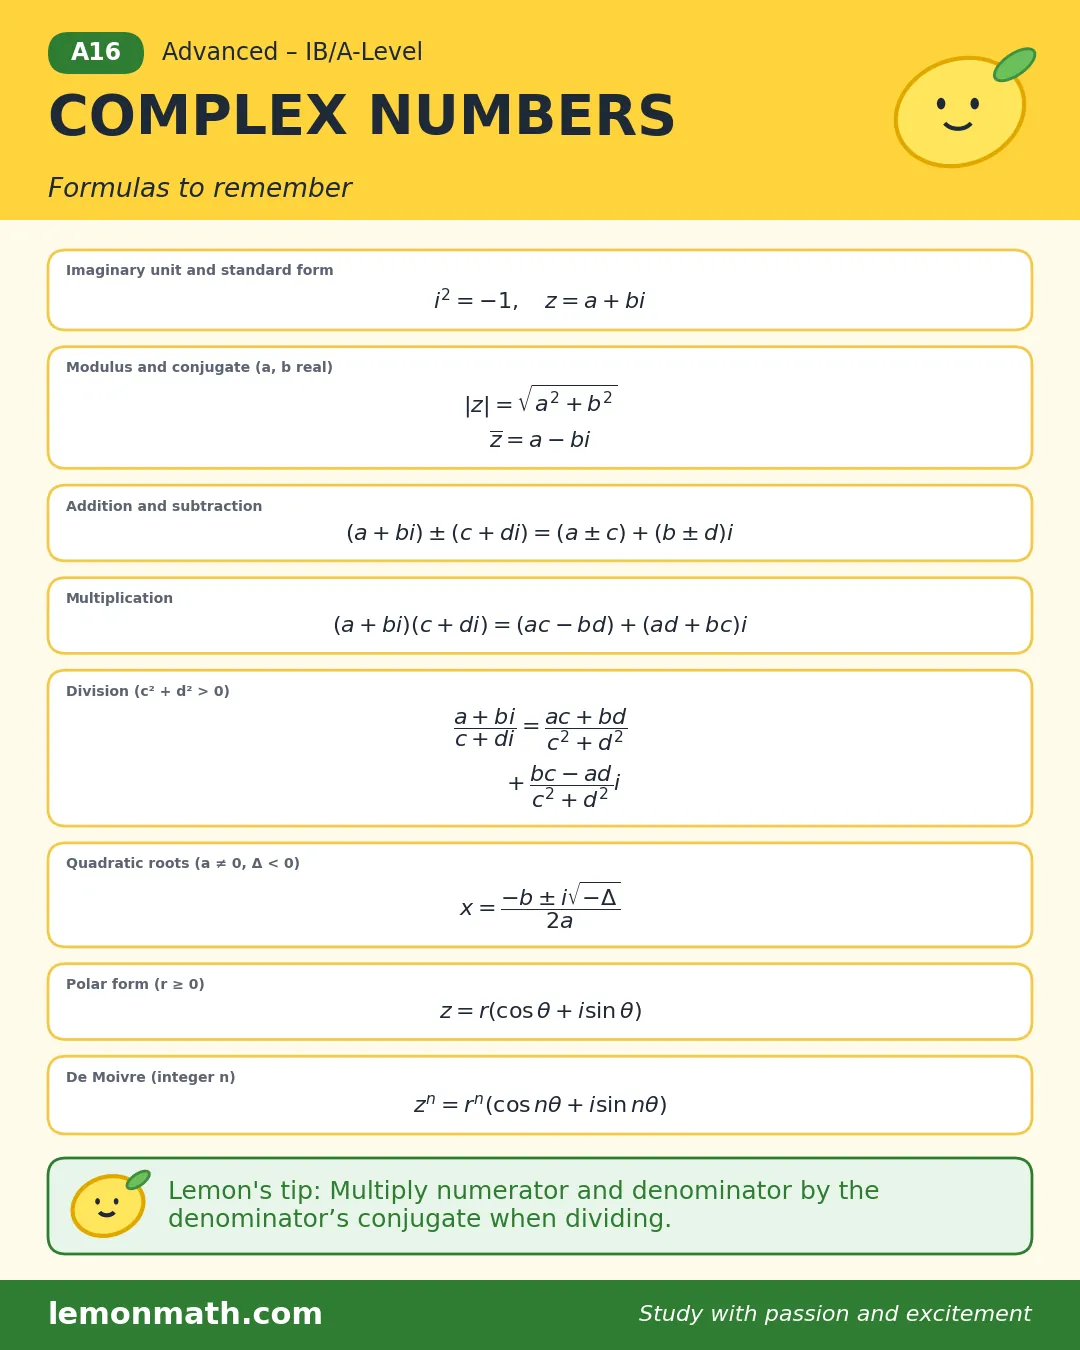 A16 Advanced – IB/A-Level
COMPLEX NUMBERS
Formulas to remember
Imaginary unit and standard form
i² = −1,  z = a + bi
Modulus and conjugate (a, b real)
|z| = √(a² + b²)
z̅ = a − bi
Addition and subtraction
(a + bi) ± (c + di) = (a ± c) + (b ± d)i
Multiplication
(a + bi)(c + di) = (ac − bd) + (ad + bc)i
Division (c² + d² > 0)
(a + bi)/(c + di) = (ac + bd)/(c² + d²)
+ (bc − ad)/(c² + d²) i
Quadratic roots (a ≠ 0, Δ < 0)
x = (−b ± i√−Δ)/(2a)
Polar form (r ≥ 0)
z = r(cos θ + i sin θ)
De Moivre (integer n)
zⁿ = rⁿ(cos nθ + i sin nθ)
Lemon's tip: Multiply numerator and denominator by the
denominator’s conjugate when dividing.
lemonmath.com
Study with passion and excitement